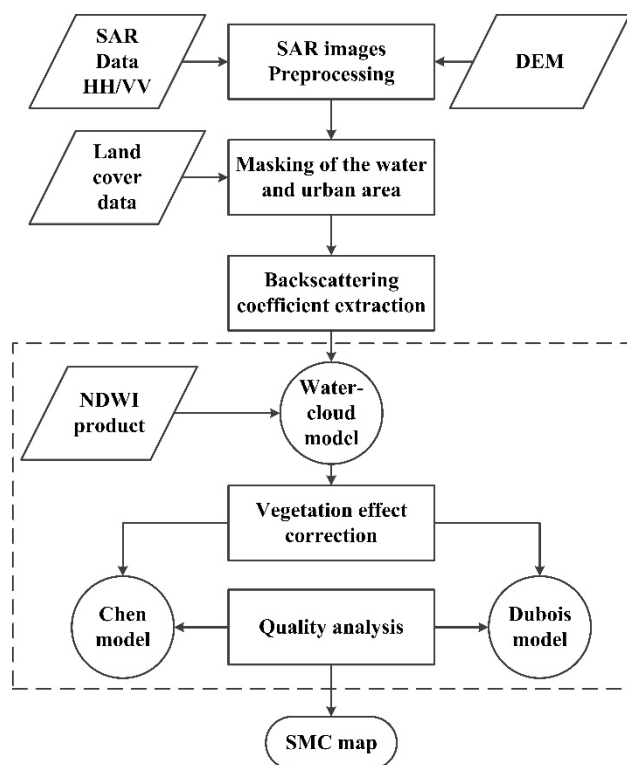 SAR
Data
HH/VV
SAR images
Preprocessing
DEM
Land
cover
data
Masking of the water
and urban area
Backscattering
coefficient extraction
NDWI
product
Water-
cloud
model
Vegetation effect
correction
Chen
model
Quality analysis
Dubois
model
SMC map